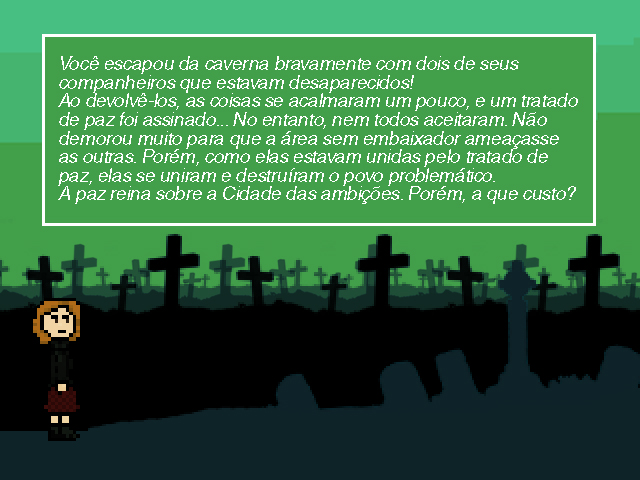 Você escapou da caverna bravamente com dois de seus
companheiros que estavam desaparecidos!
Ao devolvê-los, as coisas se acalmaram um pouco, e um tratado
de paz foi assinado... No entanto, nem todos aceitaram. Não
demorou muito para que a área sem embaixador ameaçasse
as outras. Porém, como elas estavam unidas pelo tratado de
paz, elas se uniram e destruíram o povo problemático.
A paz reina sobre a Cidade das ambições. Porém, a que custo?